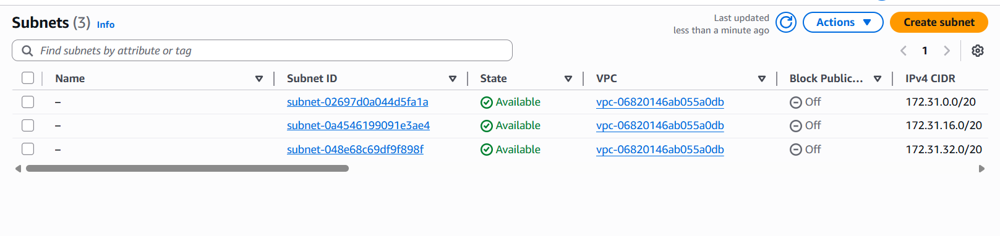 Subnets (3) Info
Last updated
less than a minute ago
Actions
Create subnet
Find subnets by attribute or tag
1
Name Subnet ID State VPC Block Public... IPv4 CIDR
– subnet-02697d0a044d5fa1a Available vpc-06820146ab055a0db Off 172.31.0.0/20
– subnet-0a4546199091e3ae4 Available vpc-06820146ab055a0db Off 172.31.16.0/20
– subnet-048e68c69df9f898f Available vpc-06820146ab055a0db Off 172.31.32.0/20